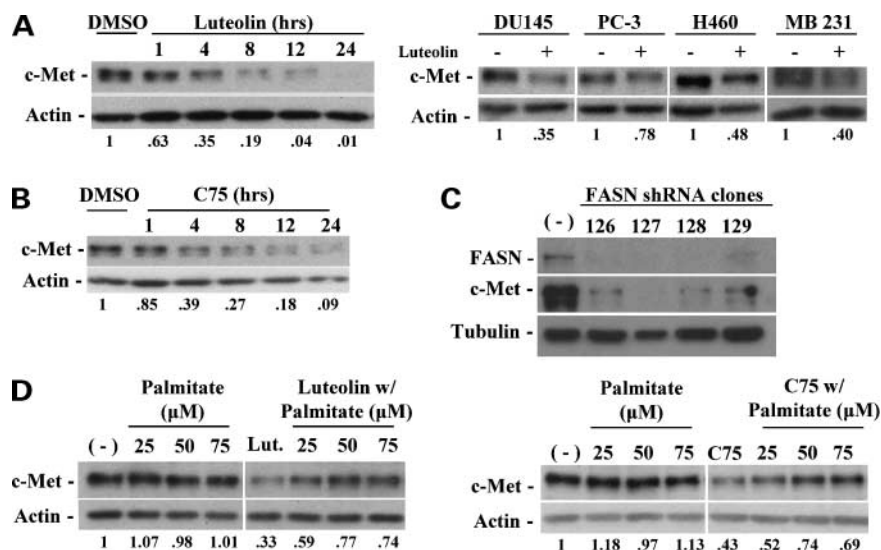 A
DMSO Luteolin (hrs)
1 4 8 12 24
c-Met -
Actin -
1 .63 .35 .19 .04 .01
DU145 PC-3 H460 MB 231
Luteolin - + - + - + - +
c-Met -
Actin -
1 .35 1 .78 1 .48 1 .40
B
DMSO C75 (hrs)
1 4 8 12 24
c-Met -
Actin -
1 .85 .39 .27 .18 .09
C
FASN shRNA clones
(-) 126 127 128 129
FASN -
c-Met -
Tubulin -
D
Palmitate (µM)
Luteolin w/ Palmitate (µM)
(-) 25 50 75 Lut. 25 50 75
c-Met -
Actin -
1 1.07 .98 1.01 .33 .59 .77 .74
Palmitate (µM)
C75 w/ Palmitate (µM)
(-) 25 50 75 C75 25 50 75
c-Met -
Actin -
1 1.18 .97 1.13 .43 .52 .74 .69